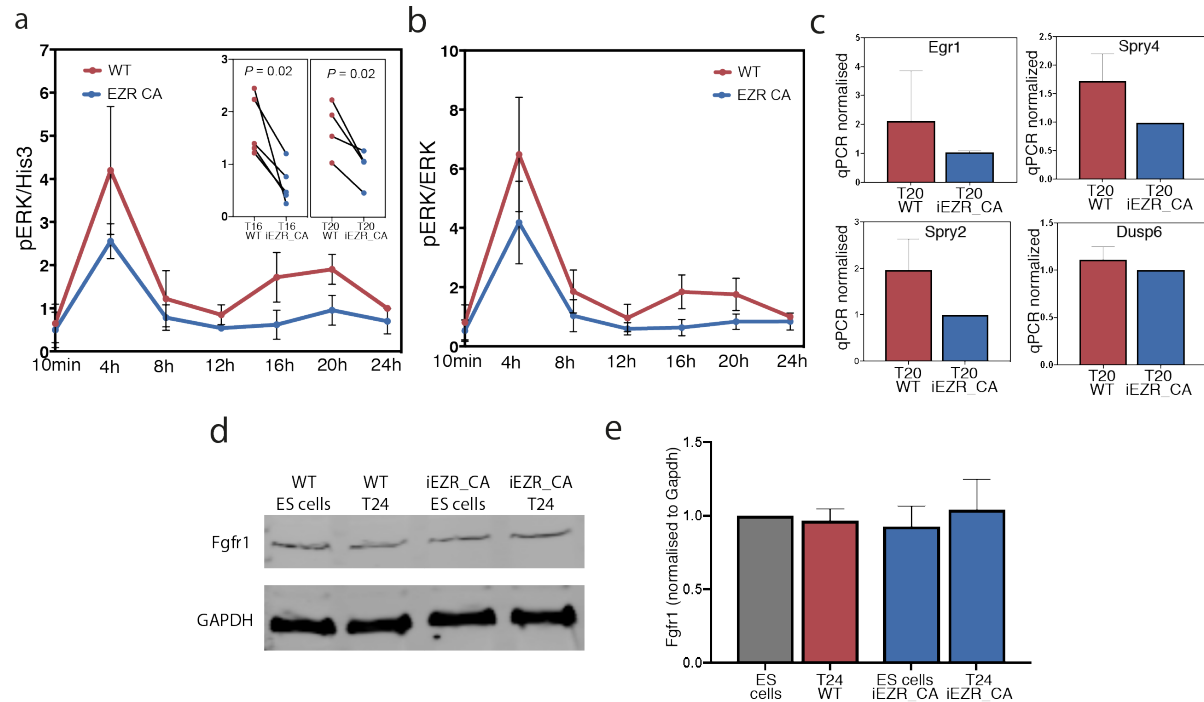 a
pERK/His3
7
6
5
4
3
2
1
0
WT
EZR CA
3
2
1
0
P = 0.02
P = 0.02
T16 T16
WT iEZR_CA
T20 T20
WT iEZR_CA
10min 4h 8h 12h 16h 20h 24h
b
pERK/ERK
10
8
6
4
2
0
WT
EZR CA
10min 4h 8h 12h 16h 20h 24h
c
Egr1
qPCR normalised
5
4
3
2
1
0
T20 T20
WT iEZR_CA
Spry4
qPCR normalized
2.5
2.0
1.5
1.0
0.5
0.0
T20 T20
WT iEZR_CA
Spry2
qPCR normalised
3
2
1
0
T20 T20
WT iEZR_CA
Dusp6
qPCR normalised
1.5
1.0
0.5
0.0
T20 T20
WT iEZR_CA
d
WT WT iEZR_CA iEZR_CA
ES cells T24 ES cells T24
Fgfr1
GAPDH
e
Fgfr1 (normalised to Gapdh)
1.5
1.0
0.5
0.0
ES T24 ES cells T24
cells WT iEZR_CA iEZR_CA